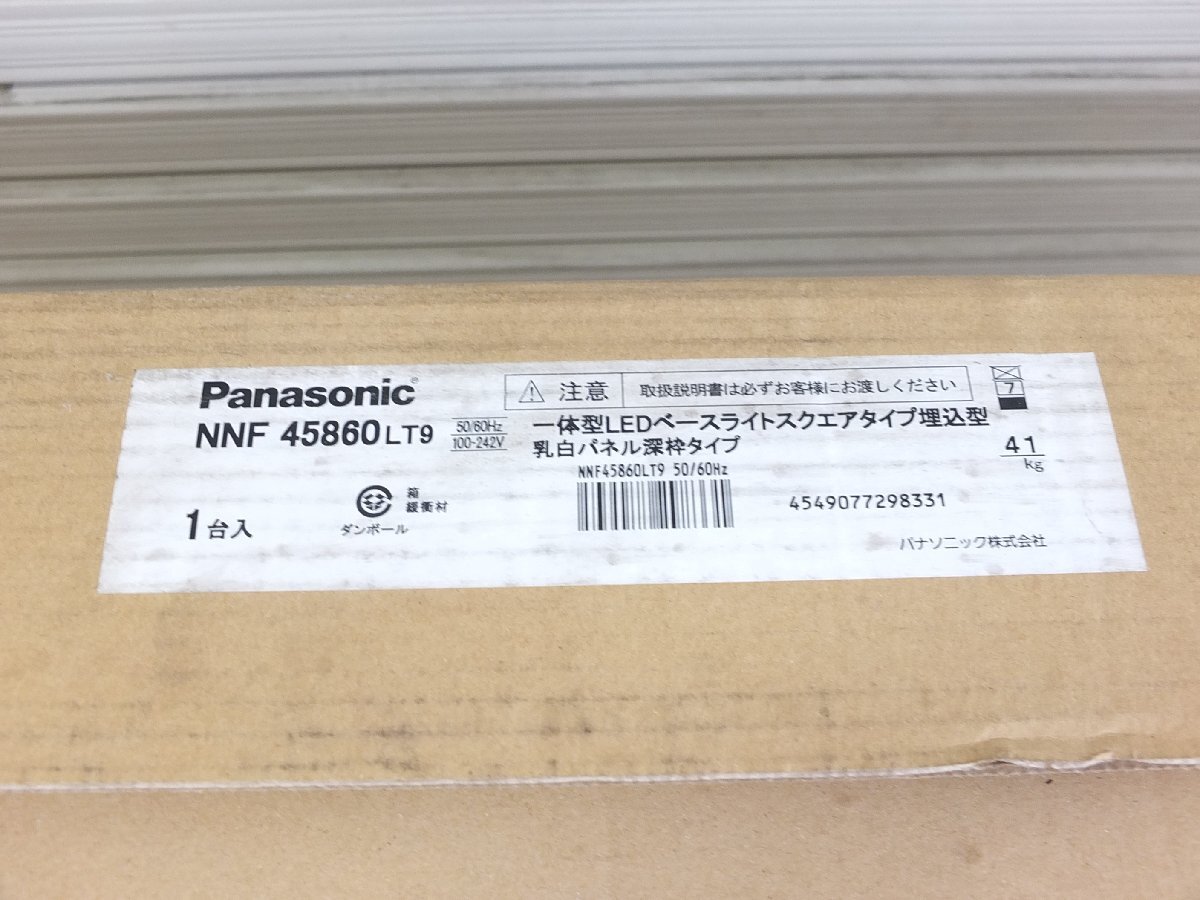 Panasonic®
注意 取扱説明書は必ずお客様にお渡しください
7
NNF 45860 LT9 50/60Hz 100-242V
一体型LEDベースライトスクエアタイプ埋込型
乳白パネル深枠タイプ
41 kg
NNF45860LT9 50/60Hz
4549077298331
1台入
箱
緩衝材
ダンボール
パナソニック株式会社